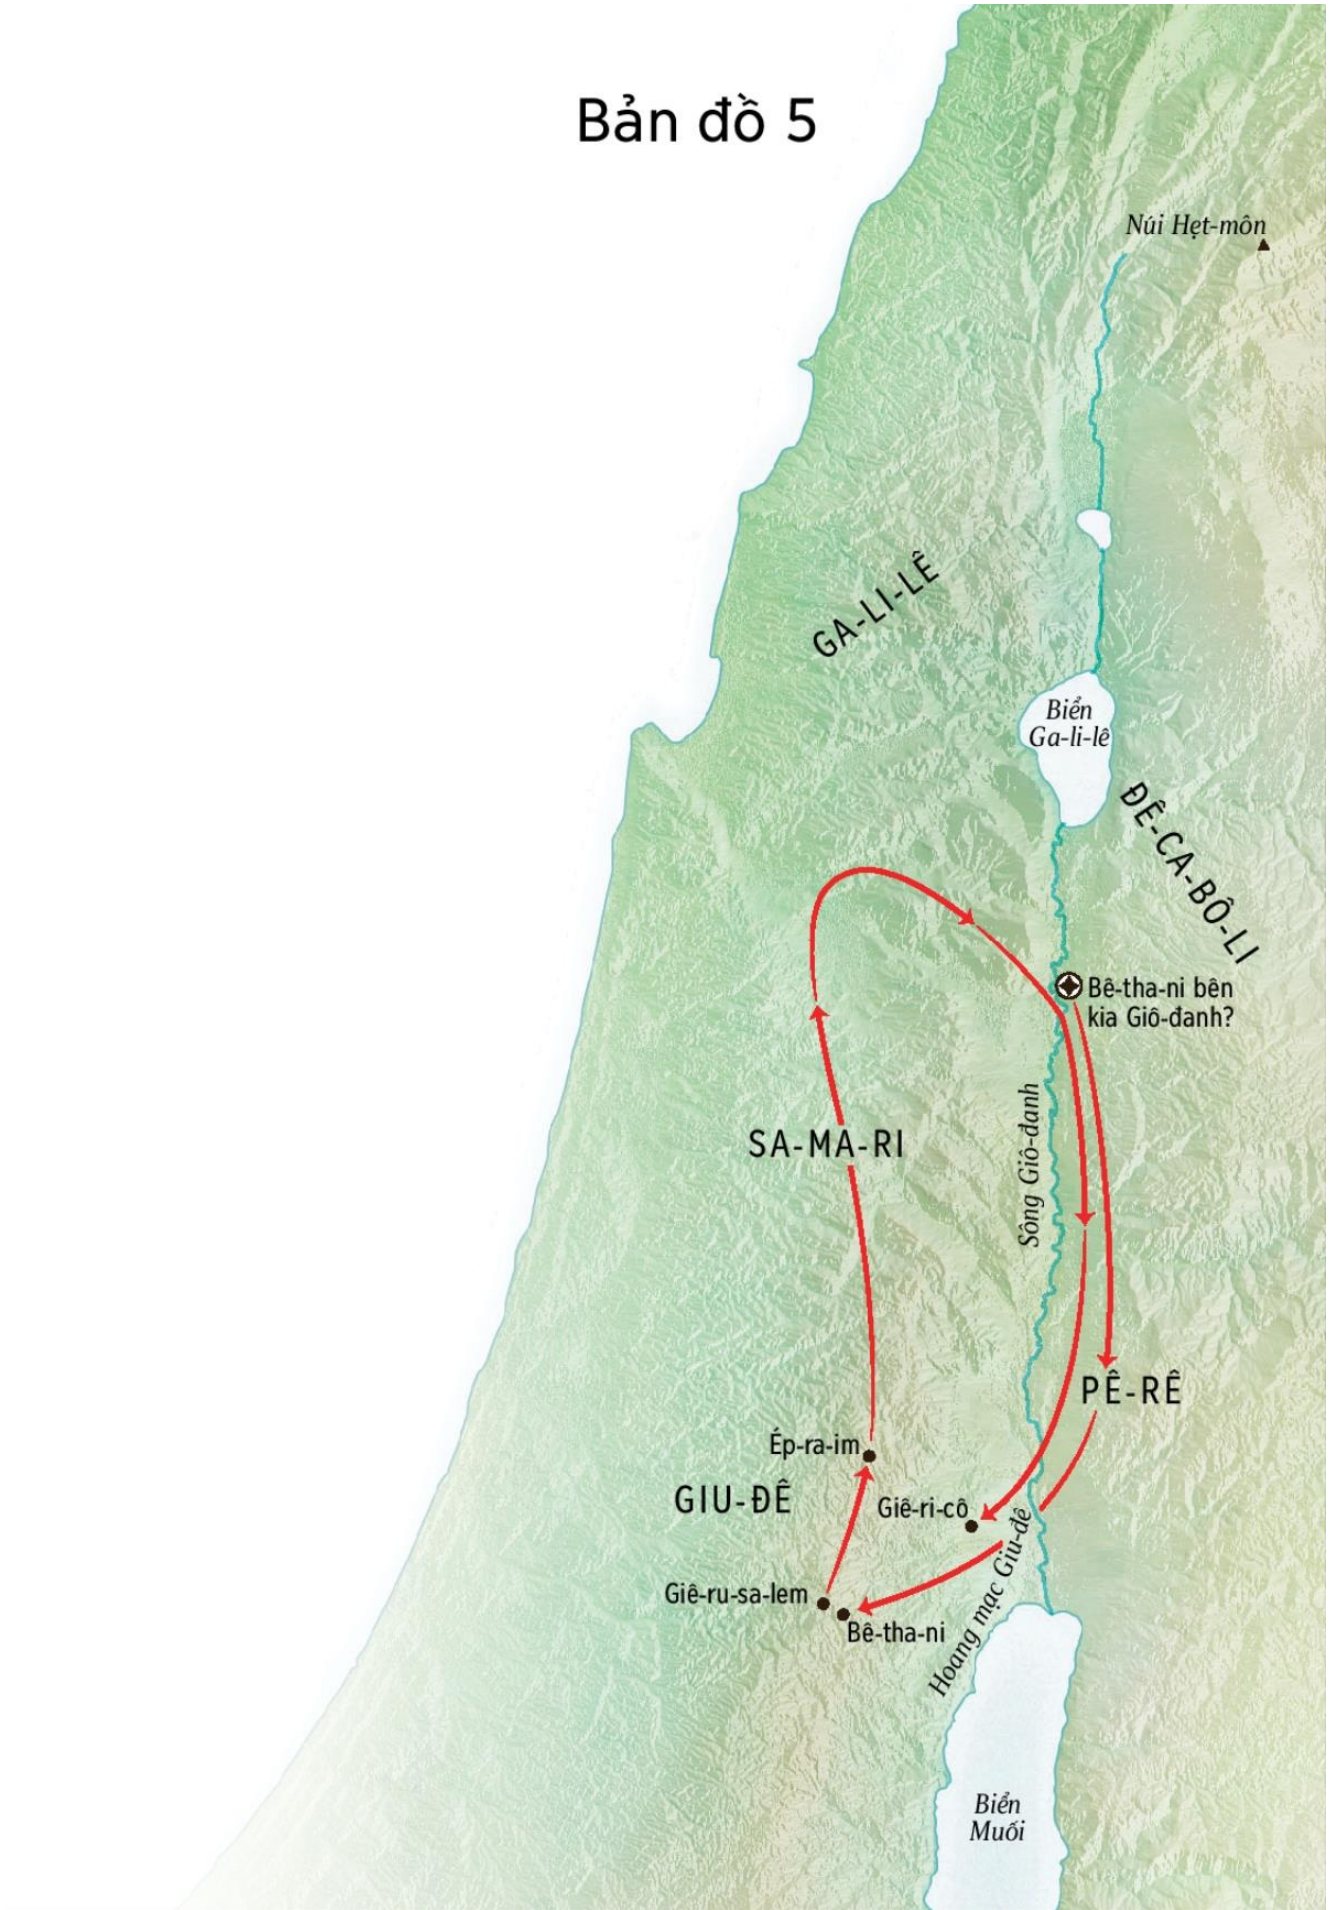 Bản đồ 5
Núi Hẹt-môn
GA-LI-LÊ
Biển
Ga-li-lê
ĐÊ-CA-BÔ-LI
Bê-tha-ni bên
kia Giô-đanh?
Sông Giô-đanh
SA-MA-RI
PÊ-RÊ
Ép-ra-im
GIU-ĐÊ
Giê-ri-cô
Giê-ru-sa-lem
Bê-tha-ni
Hoang mạc Giu-đê
Biển
Muối